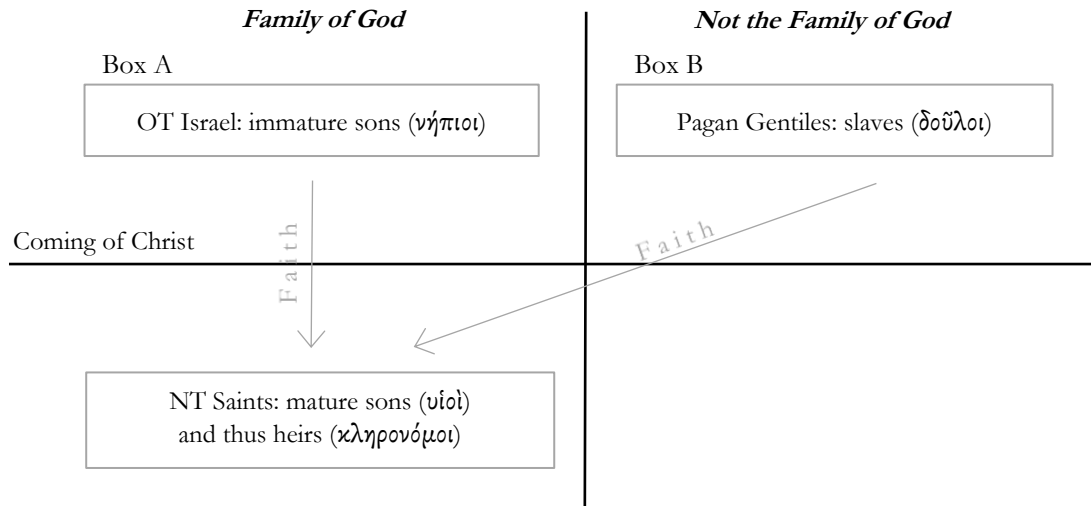 Family of God
Not the Family of God
Box A
Box B
OT Israel: immature sons (νήπιοι)
Pagan Gentiles: slaves (δοῦλοι)
Faith
Faith
Coming of Christ
NT Saints: mature sons (υἱοὶ)
and thus heirs (κληρονόμοι)